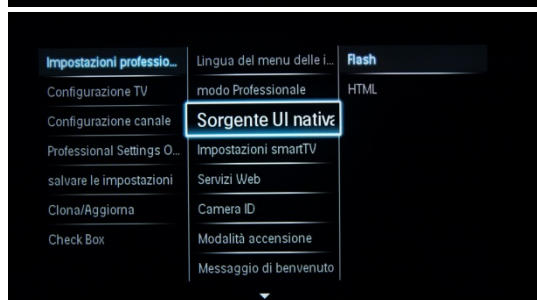 Impostazioni professio...
Configurazione TV
Configurazione canale
Professional Settings O...
salvare le impostazioni
Clona/Aggiorna
Check Box
Lingua del menu delle i...
modo Professionale
Sorgente UI nativa
Impostazioni smartTV
Servizi Web
Camera ID
Modalità accensione
Messaggio di benvenuto
Flash
HTML